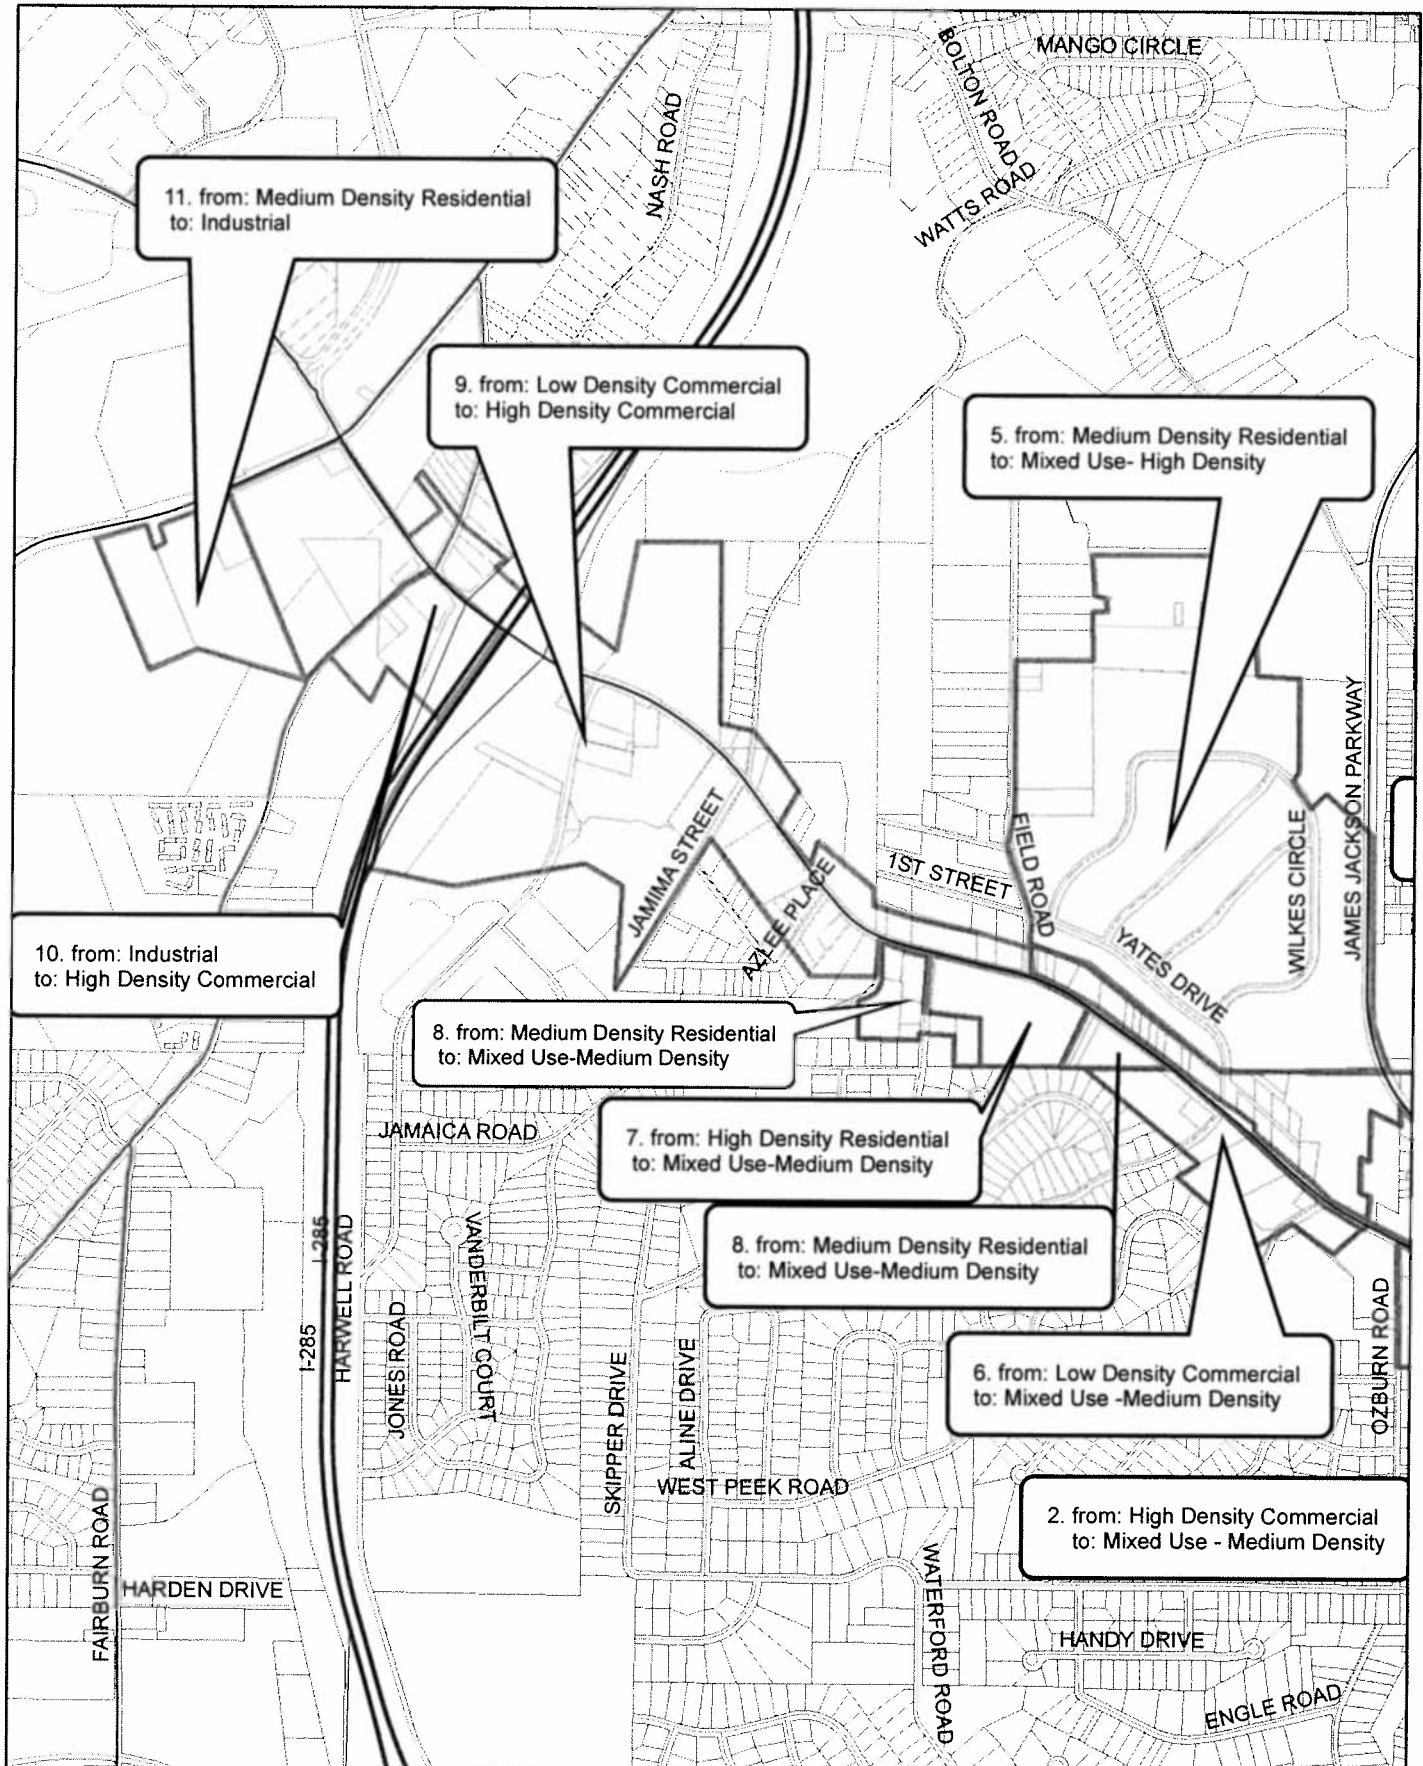 MANGO CIRCLE
BOLTON ROAD
NASH ROAD
WATTS ROAD
11. from: Medium Density Residential
to: Industrial
9. from: Low Density Commercial
to: High Density Commercial
5. from: Medium Density Residential
to: Mixed Use- High Density
JAMES JACKSON PARKWAY
JAMIMA STREET
AZLEE PLACE
1ST STREET
FIELD ROAD
WILKES CIRCLE
YATES DRIVE
10. from: Industrial
to: High Density Commercial
8. from: Medium Density Residential
to: Mixed Use-Medium Density
7. from: High Density Residential
to: Mixed Use-Medium Density
JAMAICA ROAD
8. from: Medium Density Residential
to: Mixed Use-Medium Density
I-285
HARWELL ROAD
I-285
VANDERBILT COURT
JONES ROAD
SKIPPER DRIVE
ALINE DRIVE
6. from: Low Density Commercial
to: Mixed Use -Medium Density
OZBURN ROAD
WEST PEEK ROAD
2. from: High Density Commercial
to: Mixed Use - Medium Density
FAIRBURN ROAD
HARDEN DRIVE
WATERFORD ROAD
HANDY DRIVE
ENGLE ROAD